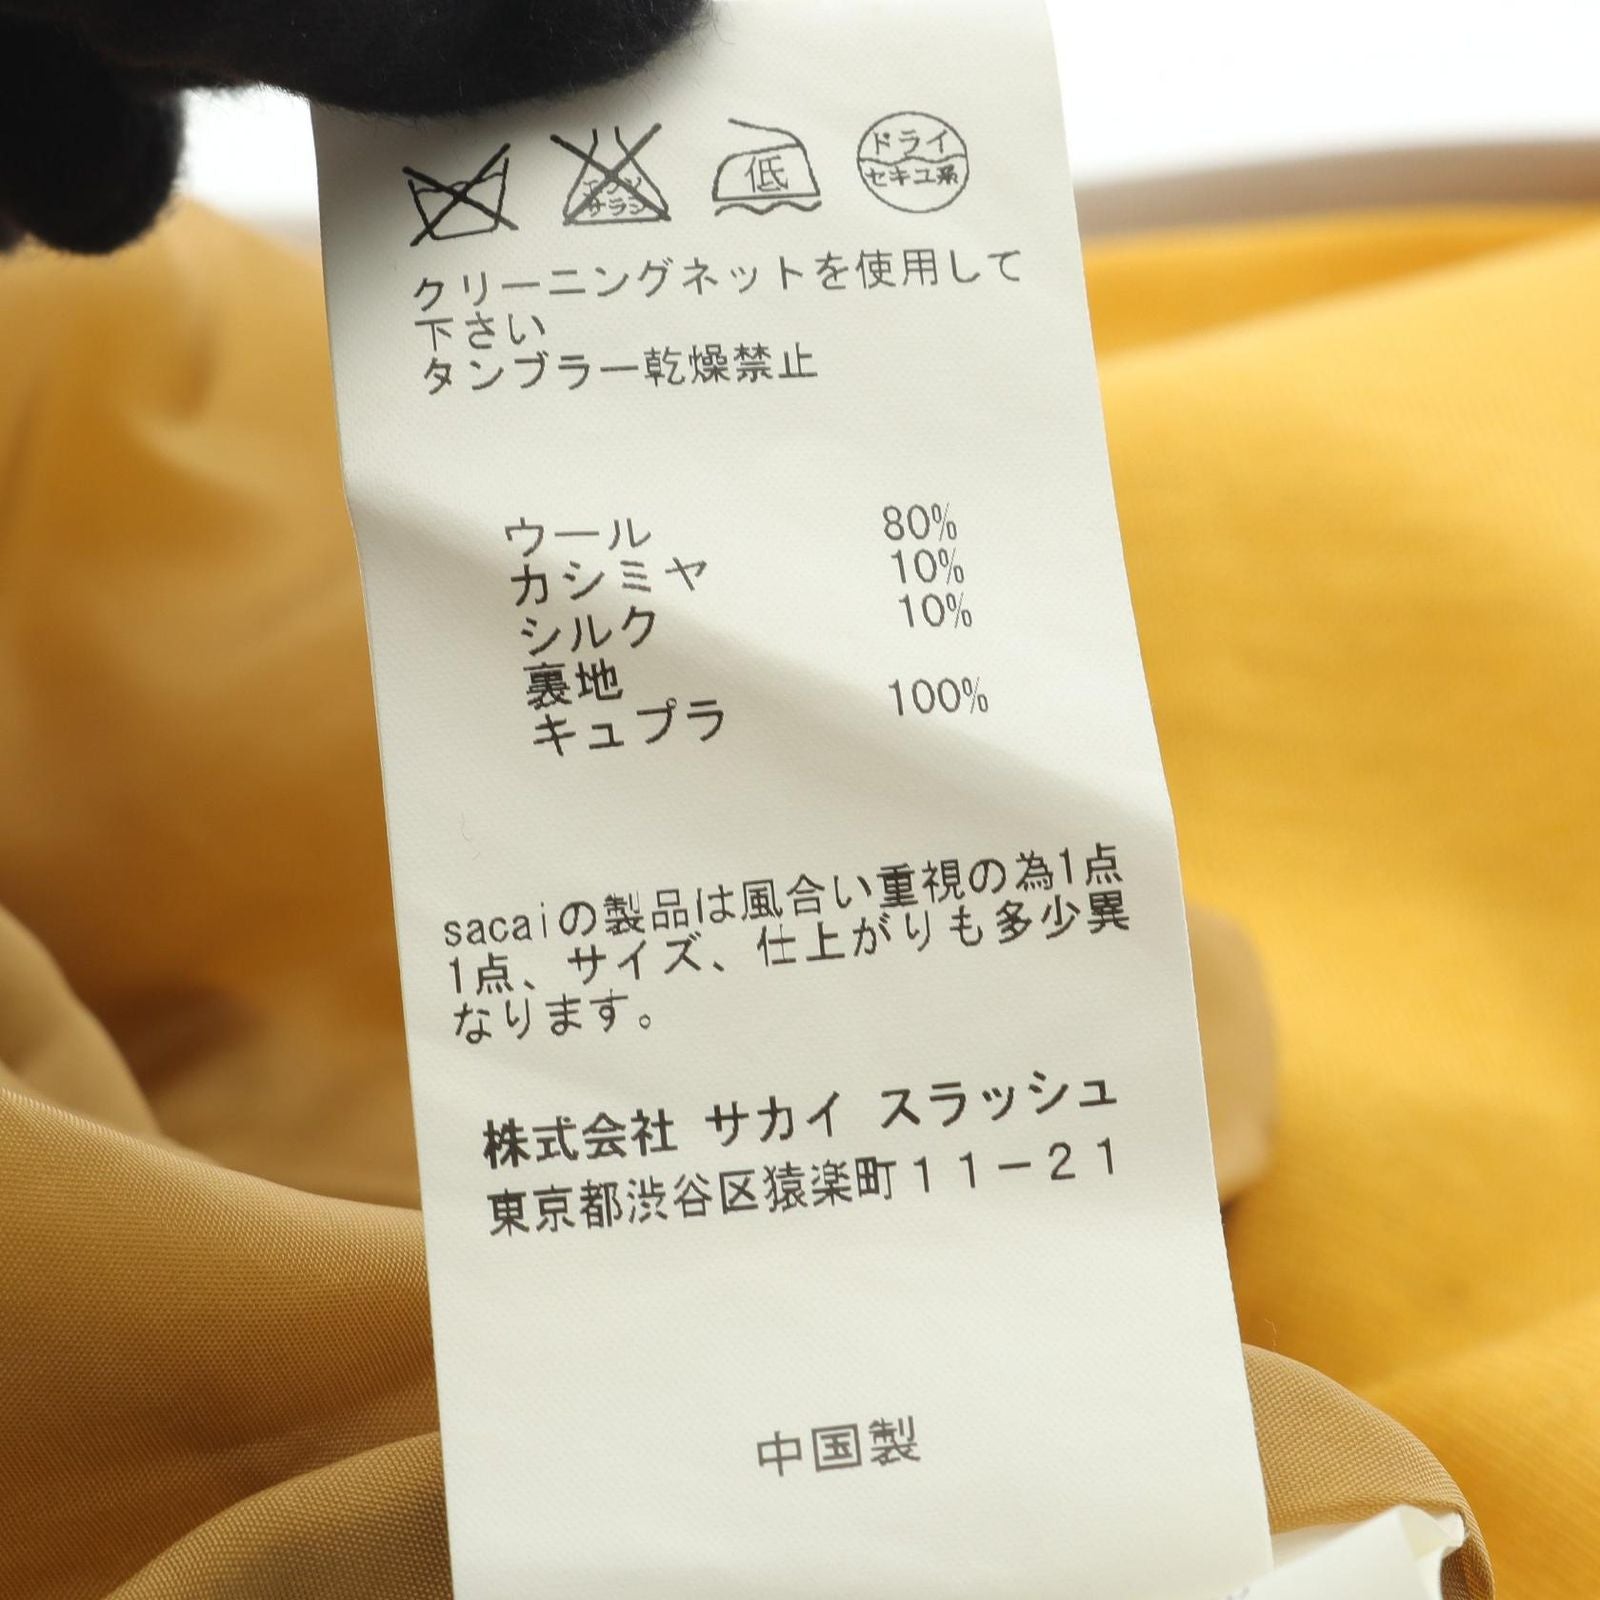 エンソ
サラシ
低
ドライ
セキユ系
クリーニングネットを使用して
下さい
タンブラー乾燥禁止
ウール 80%
カシミヤ 10%
シルク 10%
裏地
キュプラ 100%
sacaiの製品は風合い重視の為1点
1点、サイズ、仕上がりも多少異
なります。
株式会社 サカイ スラッシュ
東京都渋谷区猿楽町11−21
中国製